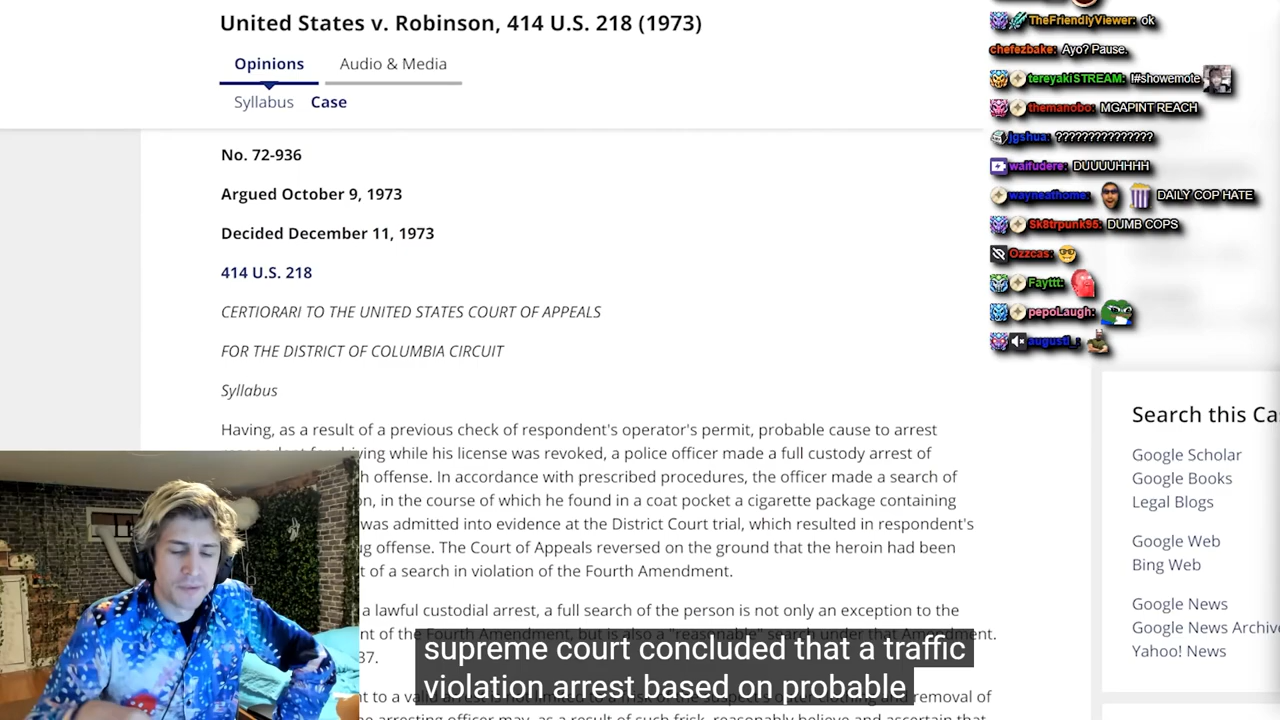 United States v. Robinson, 414 U.S. 218 (1973)
Opinions
Audio & Media
Syllabus
Case
No. 72-936
Argued October 9, 1973
Decided December 11, 1973
414 U.S. 218
CERTIORARI TO THE UNITED STATES COURT OF APPEALS
FOR THE DISTRICT OF COLUMBIA CIRCUIT
Syllabus
Having, as a result of a previous check of respondent's operator's permit, probable cause to arrest
driving while his license was revoked, a police officer made a full custody arrest of
offense. In accordance with prescribed procedures, the officer made a search of
in the course of which he found in a coat pocket a cigarette package containing
was admitted into evidence at the District Court trial, which resulted in respondent's
offense. The Court of Appeals reversed on the ground that the heroin had been
of a search in violation of the Fourth Amendment.
a lawful custodial arrest, a full search of the person is not only an exception to the
of the Fourth Amendment, but is also a "reasonable" search under that Amendment.
37.
supreme court concluded that a traffic
violation arrest based on probable
removal of
TheFriendlyViewer: ok
chefezbake: Ayo? Pause.
tereyakiSTREAM: !#showemote
themanobo: MGAPINT REACH
jgshua: ???????????????
waifudere: DUUUUHHHH
wayneathome: DAILY COP HATE
Sk8trpunk95: DUMB COPS
Ozzcas:
Fayttt:
pepoLaugh:
Search this Ca
Google Scholar
Google Books
Legal Blogs
Google Web
Bing Web
Google News
Google News Archive
Yahoo! News